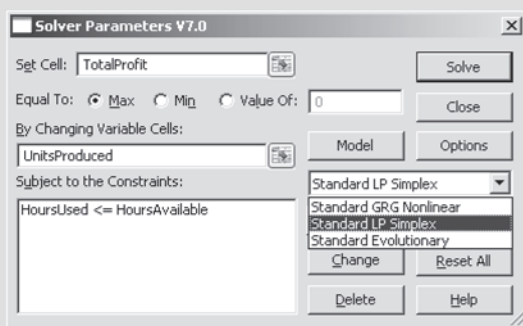 Solver Parameters V7.0
Set Cell: TotalProfit
Solve
Equal To: Max Min Value Of: 0
Close
By Changing Variable Cells:
UnitsProduced
Model
Options
Subject to the Constraints:
Standard LP Simplex
HoursUsed <= HoursAvailable
Standard GRG Nonlinear
Standard LP Simplex
Standard Evolutionary
Change
Reset All
Delete
Help